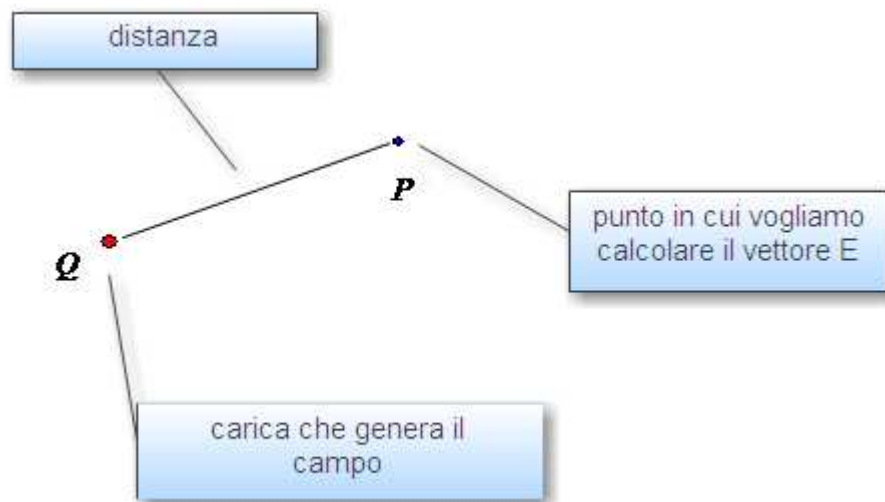 distanza
P
punto in cui vogliamo
calcolare il vettore E
Q
carica che genera il
campo